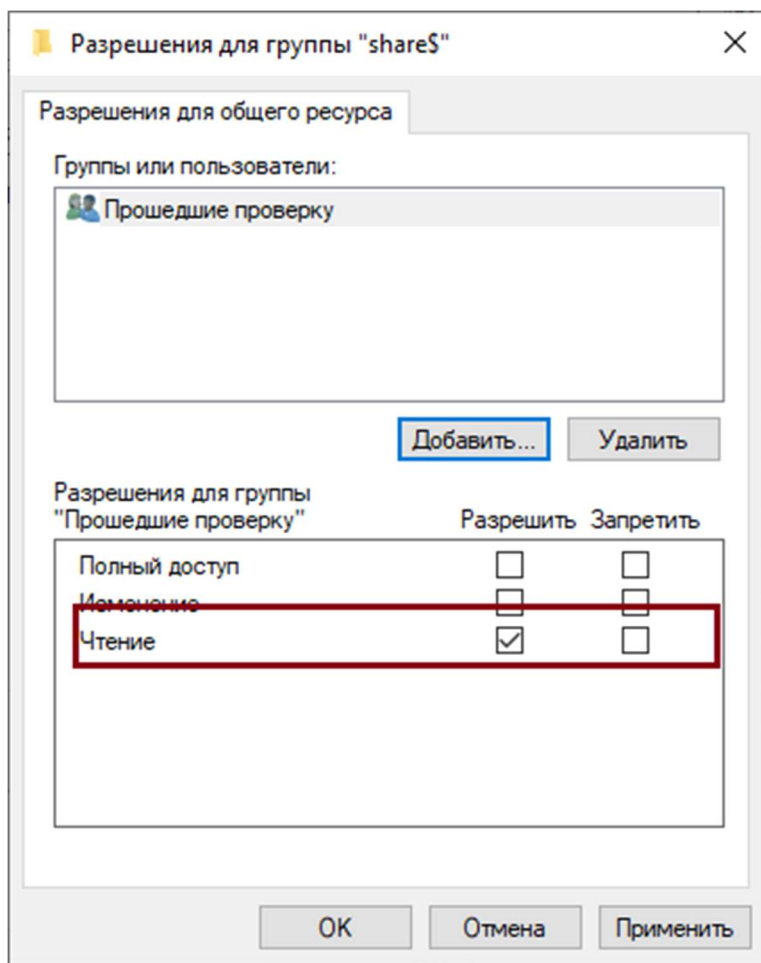 Разрешения для группы "share$"
Разрешения для общего ресурса
Группы или пользователи:
Прошедшие проверку
Добавить...
Удалить
Разрешения для группы
"Прошедшие проверку"
Разрешить
Запретить
Полный доступ
Изменение
Чтение
ОК
Отмена
Применить